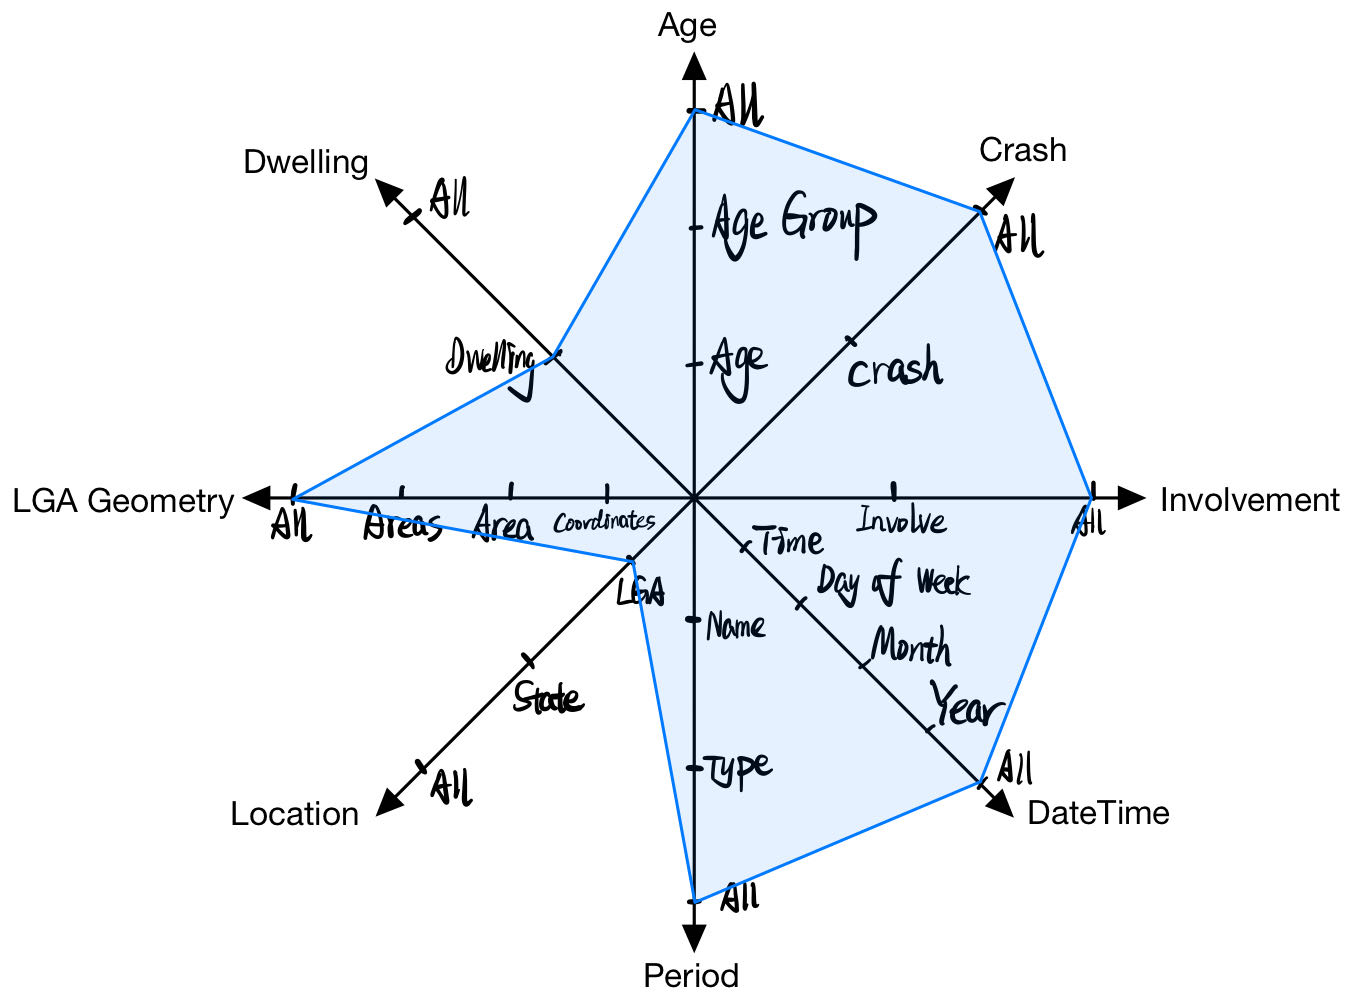 Age
All
Crash
Dwelling
All
All
Age Group
Dwelling
Age
crash
LGA Geometry
Involvement
All
Areas
Area
Coordinates
Involve
All
Time
Day of Week
LGA
Name
Month
State
Year
Type
All
All
Location
DateTime
All
Period